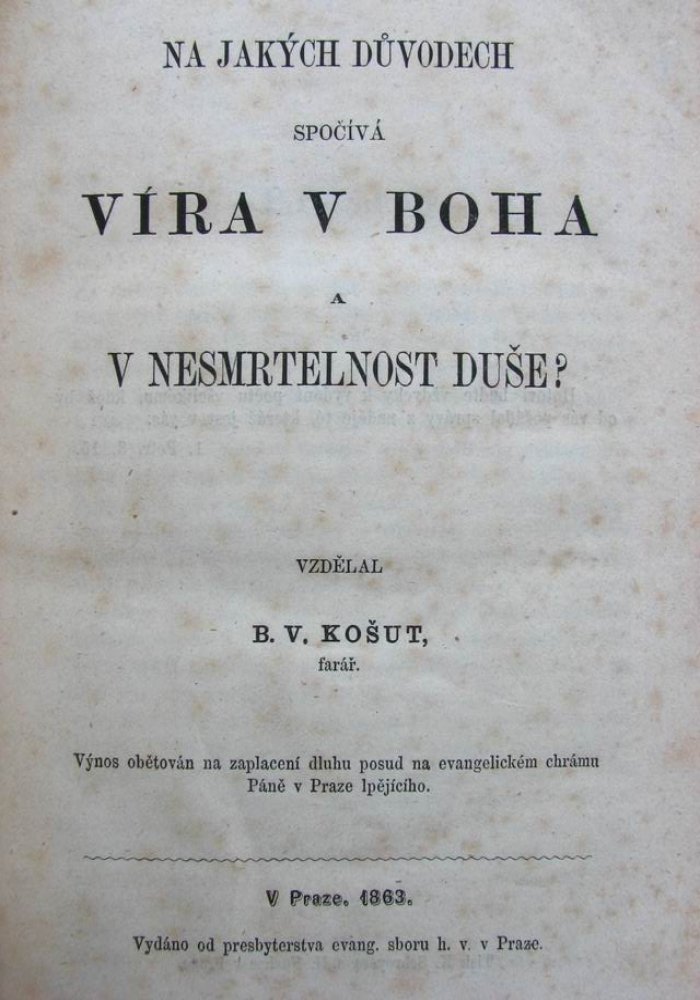 NA JAKÝCH DŮVODECH
SPOČÍVÁ
VÍRA V BOHA
A
V NESMRTELNOST DUŠE?
VZDĚLAL
B. V. KOŠUT,
farář.
Výnos obětován na zaplacení dluhu posud na evangelickém chrámu
Páně v Praze lpějícího.
V Praze. 1863.
Vydáno od presbyterstva evang. sboru h. v. v Praze.